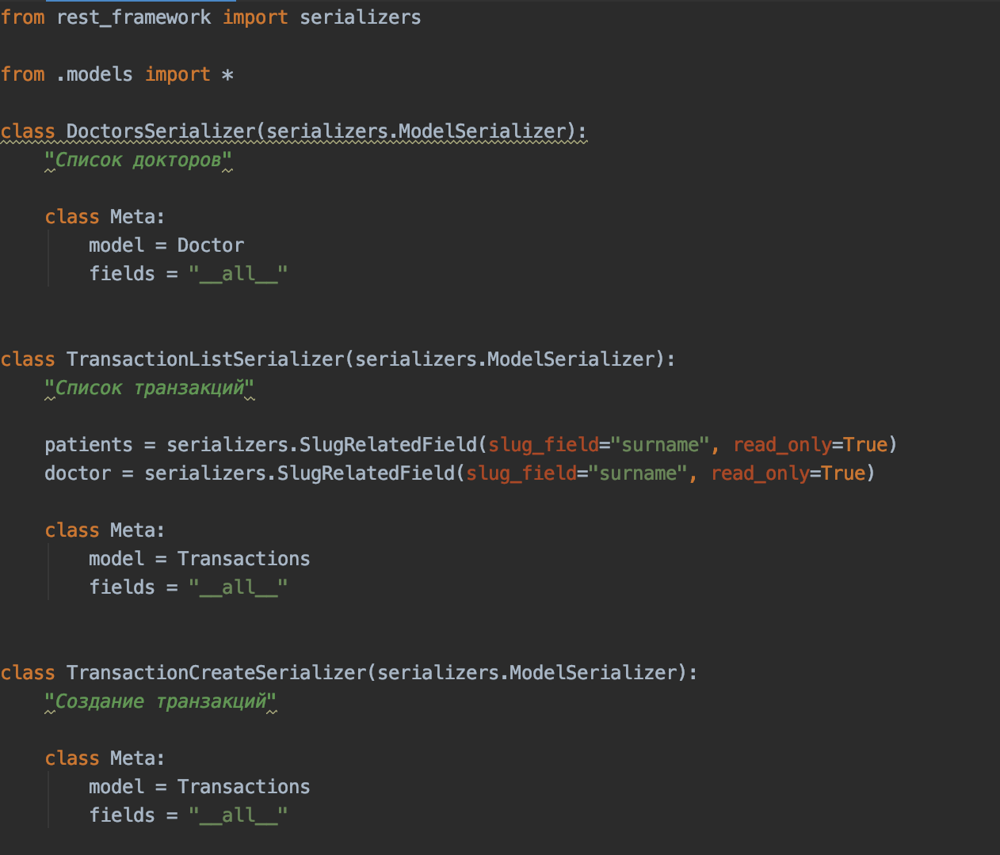 from rest_framework import serializers
from .models import *
class DoctorsSerializer(serializers.ModelSerializer):
"Список докторов"
class Meta:
model = Doctor
fields = "__all__"
class TransactionListSerializer(serializers.ModelSerializer):
"Список транзакций"
patients = serializers.SlugRelatedField(slug_field="surname", read_only=True)
doctor = serializers.SlugRelatedField(slug_field="surname", read_only=True)
class Meta:
model = Transactions
fields = "__all__"
class TransactionCreateSerializer(serializers.ModelSerializer):
"Создание транзакций"
class Meta:
model = Transactions
fields = "__all__"